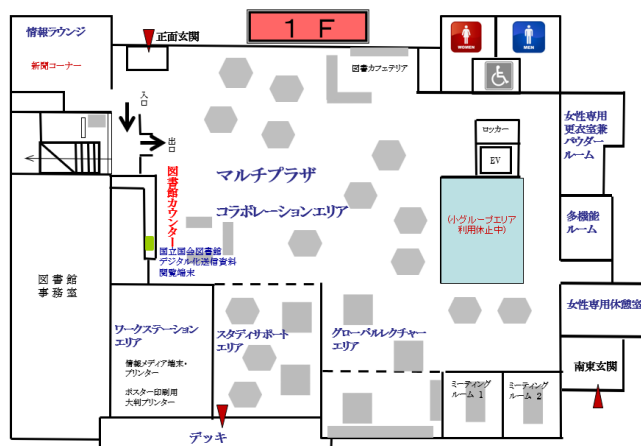 １Ｆ
情報ラウンジ
新聞コーナー
正面玄関
図書カフェテリア
WOMEN
MEN
入口
出口
ロッカー
EV
女性専用
更衣室兼
パウダー
ルーム
図書館カウンター
マルチプラザ
コラボレーションエリア
(小グループエリア
利用休止中)
多機能
ルーム
国立国会図書館
デジタル化送信資料
閲覧端末
図書館
事務室
女性専用休憩室
ワークステーション
エリア
スタディサポート
エリア
グローバルレクチャー
エリア
情報メディア端末・
プリンター
ポスター印刷用
大判プリンター
南東玄関
ミーティング
ルーム 1
ミーティング
ルーム 2
デッキ